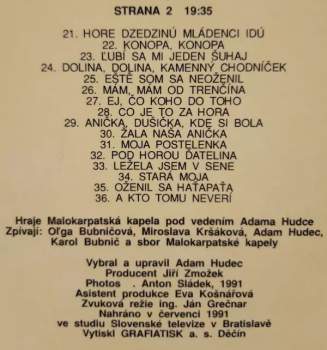 STRANA 2 19:35
21. HORE DZEDZINÚ MLÁDENCI IDÚ
22. KONOPA, KONOPA
23. ĽUBÍ SA MI JEDEN ŠUHAJ
24. DOLINA, DOLINA, KAMENNÝ CHODNÍČEK
25. EŠTĚ SOM SA NEOŽENIL
26. MÁM, MÁM OD TRENČÍNA
27. EJ, ČO KOHO DO TOHO
28. ČO JE TO ZA HORA
29. ANIČKA, DUŠIČKA, KDE SI BOLA
30. ŽALA NAŠA ANIČKA
31. MOJA POSTELENKA
32. POD HOROU ĎATELINA
33. LEŽELA JSEM V SENE
34. STARÁ MOJA
35. OŽENIL SA HAŤAPAŤA
36. A KTO TOMU NEVERÍ
Hraje Malokarpatská kapela pod vedením Adama Hudce
Zpívají: Oľga Bubničová, Miroslava Kršáková, Adam Hudec,
Karol Bubnič a sbor Malokarpatské kapely
Vybral a upravil Adam Hudec
Producent Jiří Zmožek
Photos . Anton Sládek, 1991
Asistent produkce Eva Košnářová
Zvuková režie ing. Ján Grečnar
Nahráno v červenci 1991
ve studiu Slovenské televize v Bratislavě
Vytiskl GRAFIATISK a. s. Děčín